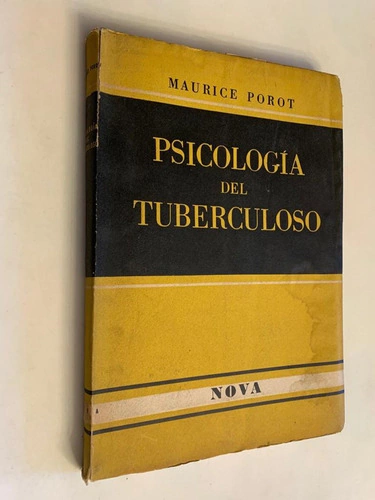 MAURICE POROT
PSICOLOGÍA
DEL
TUBERCULOSO
NOVA